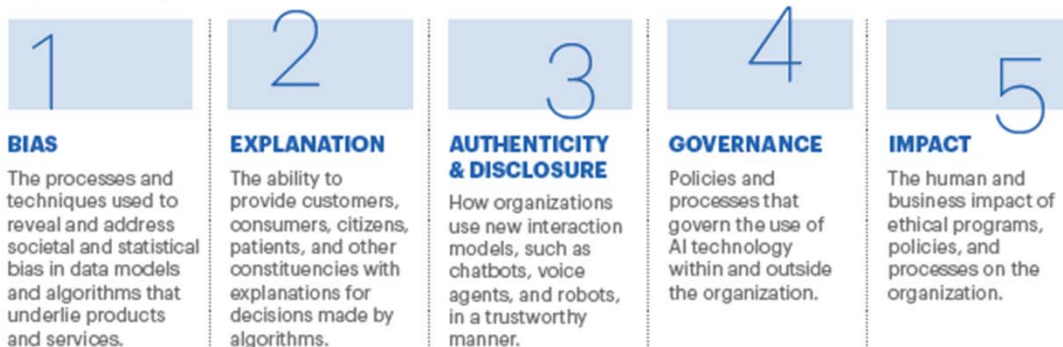 1
BIAS
The processes and
techniques used to
reveal and address
societal and statistical
bias in data models
and algorithms that
underlie products
and services.
2
EXPLANATION
The ability to
provide customers,
consumers, citizens,
patients, and other
constituencies with
explanations for
decisions made by
algorithms.
3
AUTHENTICITY
& DISCLOSURE
How organizations
use new interaction
models, such as
chatbots, voice
agents, and robots,
in a trustworthy
manner.
4
GOVERNANCE
Policies and
processes that
govern the use of
AI technology
within and outside
the organization.
5
IMPACT
The human and
business impact of
ethical programs,
policies, and
processes on the
organization.